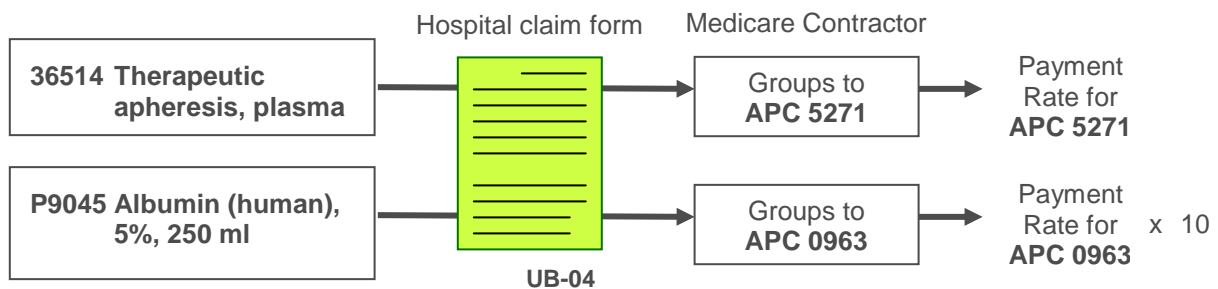 Hospital claim form
Medicare Contractor
36514 Therapeutic
apheresis, plasma
Groups to
APC 5271
Payment
Rate for
APC 5271
P9045 Albumin (human),
5%, 250 ml
Groups to
APC 0963
Payment
Rate for x 10
APC 0963
UB-04